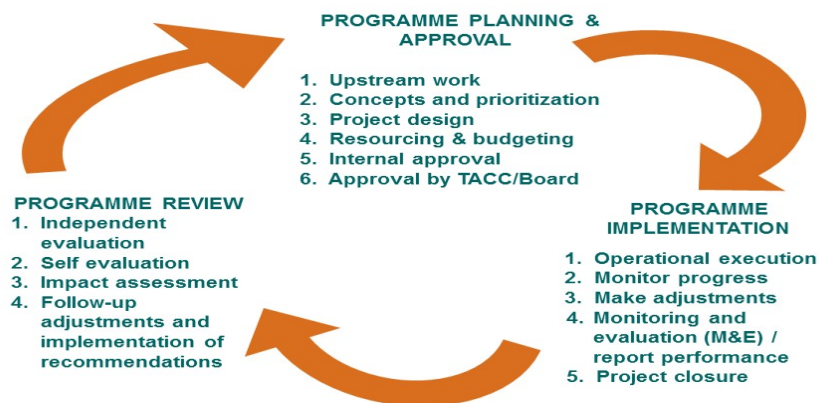 PROGRAMME PLANNING &
APPROVAL
1. Upstream work
2. Concepts and prioritization
3. Project design
4. Resourcing & budgeting
5. Internal approval
6. Approval by TACC/Board
PROGRAMME
IMPLEMENTATION
1. Operational execution
2. Monitor progress
3. Make adjustments
4. Monitoring and
evaluation (M&E) /
report performance
5. Project closure
PROGRAMME REVIEW
1. Independent
evaluation
2. Self evaluation
3. Impact assessment
4. Follow-up
adjustments and
implementation of
recommendations